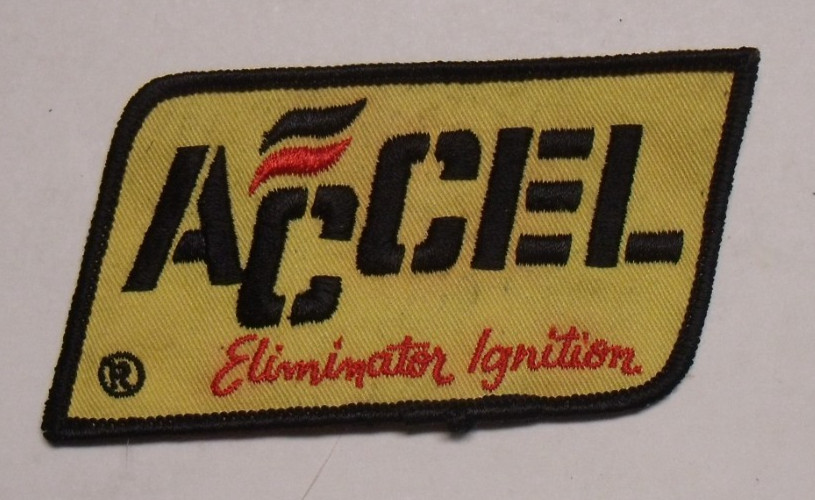 ACCEL
® Eliminator Ignition